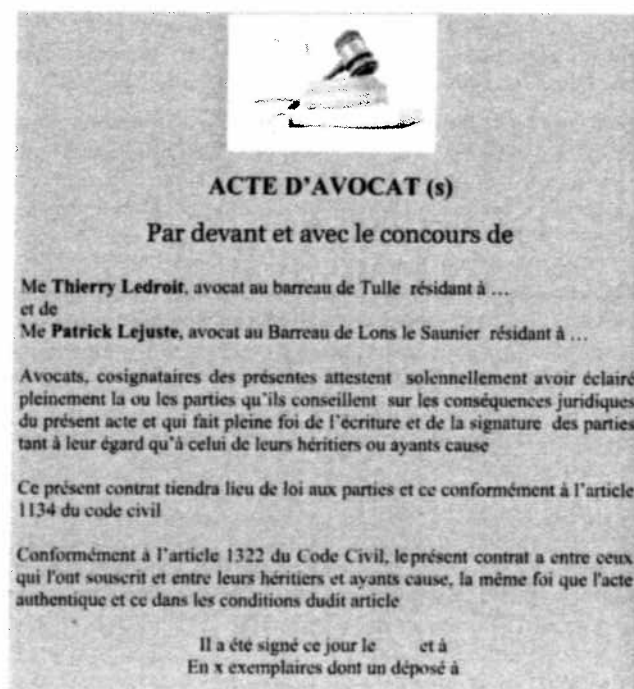 ACTE D'AVOCAT (s)
Par devant et avec le concours de
Me Thierry Ledroit, avocat au barreau de Tulle résidant à …
et de
Me Patrick Lejuste, avocat au Barreau de Lons le Saunier résidant à …
Avocats, cosignataires des présentes attestent solennellement avoir éclairé
pleinement la ou les parties qu'ils conseillent sur les conséquences juridiques
du présent acte et qui fait pleine foi de l'écriture et de la signature des parties
tant à leur égard qu'à celui de leurs héritiers ou ayants cause
Ce présent contrat tiendra lieu de loi aux parties et ce conformément à l'article
1134 du code civil
Conformément à l'article 1322 du Code Civil, le présent contrat a entre ceux
qui l'ont souscrit et entre leurs héritiers et ayants cause, la même foi que l'acte
authentique et ce dans les conditions dudit article
Il a été signé ce jour le et à
En x exemplaires dont un déposé à